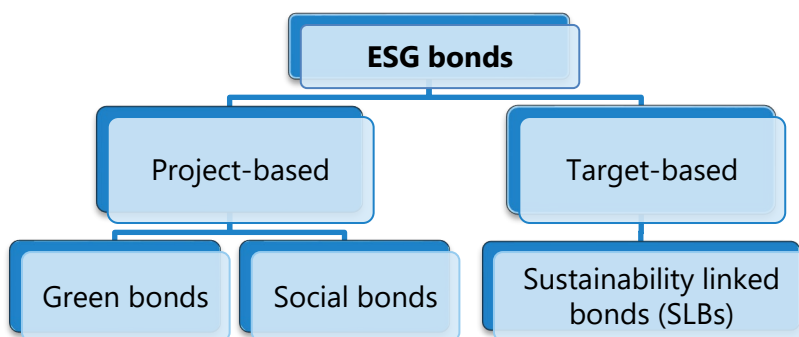 ESG bonds
Project-based
Target-based
Green bonds
Social bonds
Sustainability linked
bonds (SLBs)